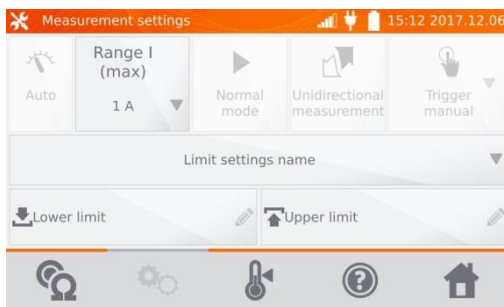 Measurement settings 15:12 2017.12.06
Auto
Range I
(max)
1 A
Normal
mode
Unidirectional
measurement
Trigger
manual
Limit settings name
Lower limit Upper limit